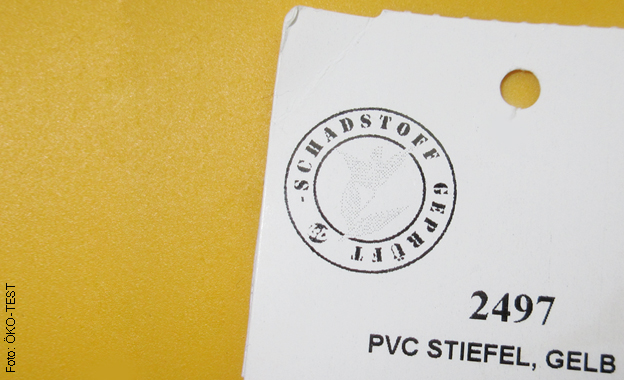 -SCHADSTOFF GEPRÜFT
2497
PVC STIEFEL, GELB
Foto: ÖKO-TEST